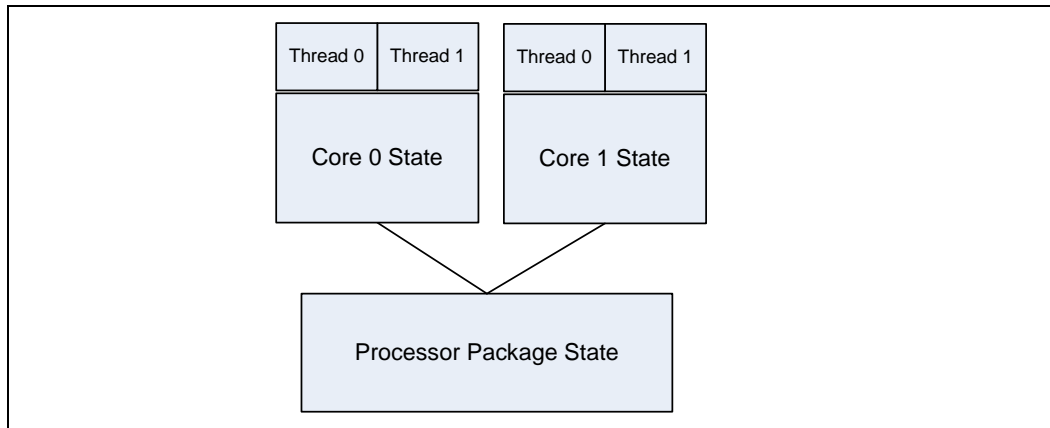 Thread 0
Thread 1
Thread 0
Thread 1
Core 0 State
Core 1 State
Processor Package State